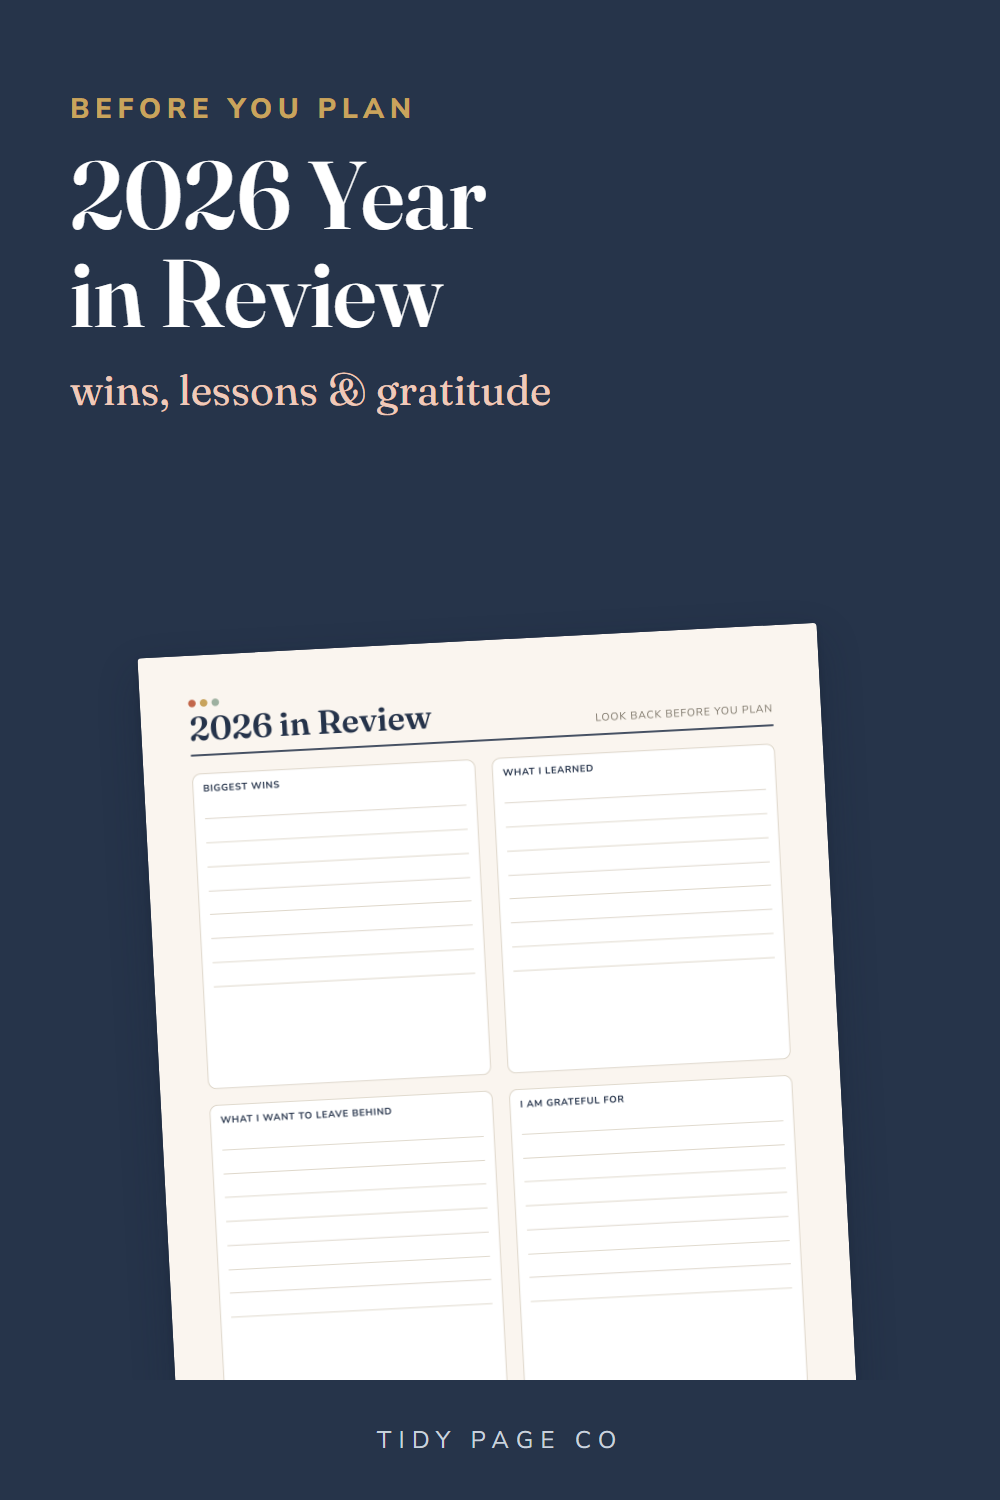 BEFORE YOU PLAN
2026 Year
in Review
wins, lessons & gratitude
2026 in Review
LOOK BACK BEFORE YOU PLAN
BIGGEST WINS
WHAT I LEARNED
WHAT I WANT TO LEAVE BEHIND
I AM GRATEFUL FOR
TIDY PAGE CO